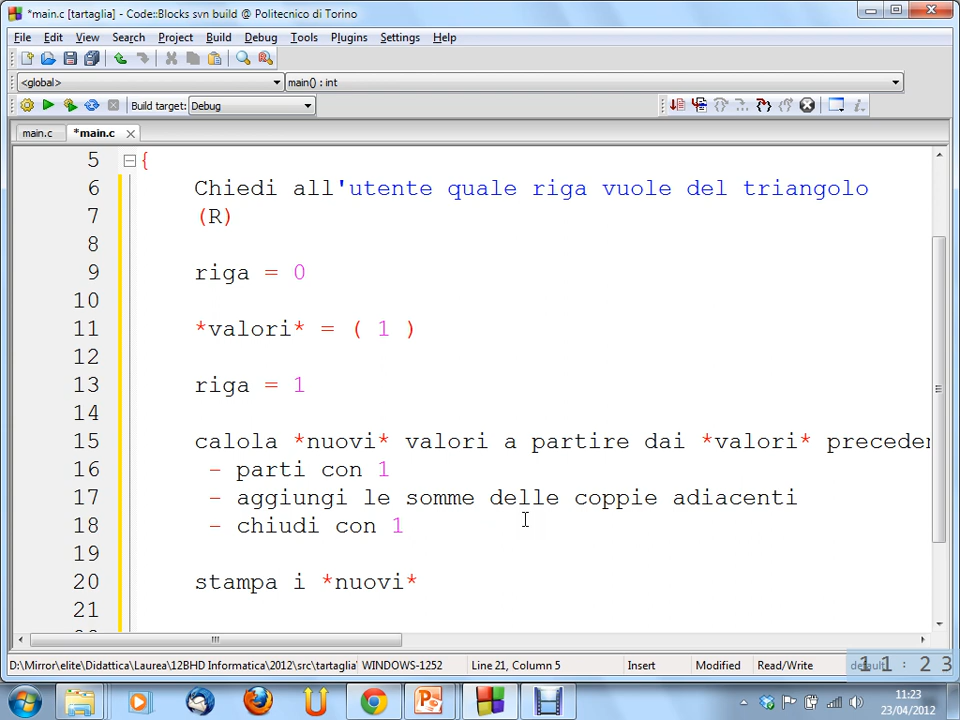 *main.c [tartaglia] - Code::Blocks svn build @ Politecnico di Torino
File Edit View Search Project Build Debug Tools Plugins Settings Help
<global> main() : int
Build target: Debug
main.c *main.c
5 {
6 Chiedi all'utente quale riga vuole del triangolo
7 (R)
8
9 riga = 0
10
11 *valori* = ( 1 )
12
13 riga = 1
14
15 calola *nuovi* valori a partire dai *valori* preceden
16 - parti con 1
17 - aggiungi le somme delle coppie adiacenti
18 - chiudi con 1
19
20 stampa i *nuovi*
21
D:\Mirror\elite\Didattica\Laurea\12BHD Informatica\2012\src\tartaglia\ WINDOWS-1252 Line 21, Column 5 Insert Modified Read/Write default
11:23
11:23
23/04/2012